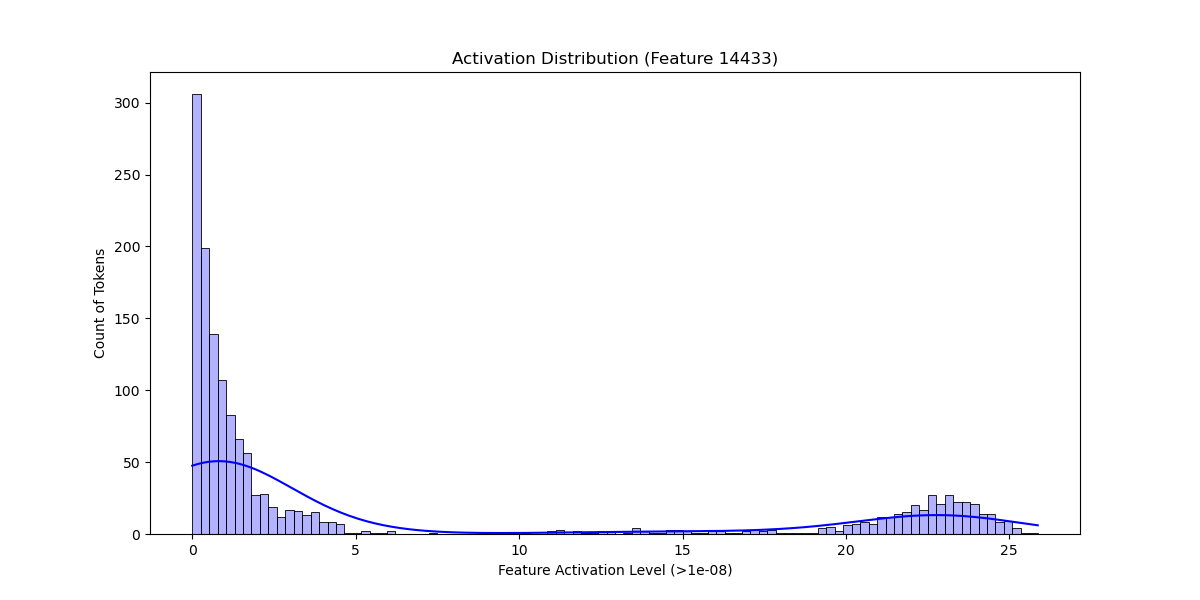 Activation Distribution (Feature 14433)
300
250
200
150
100
50
0
Count of Tokens
0 5 10 15 20 25
Feature Activation Level (>1e-08)